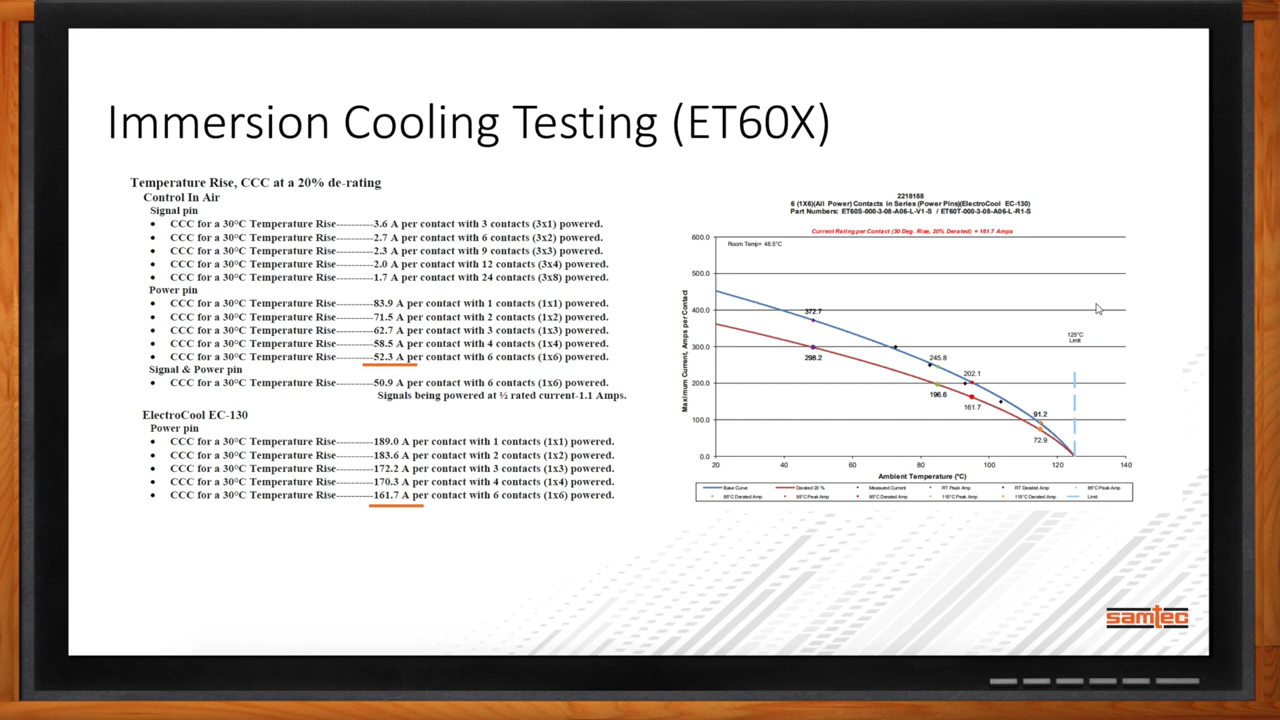 Immersion Cooling Testing (ET60X)
Temperature Rise, CCC at a 20% de-rating
Control In Air
Signal pin
• CCC for a 30°C Temperature Rise----------3.6 A per contact with 3 contacts (3x1) powered.
• CCC for a 30°C Temperature Rise----------2.7 A per contact with 6 contacts (3x2) powered.
• CCC for a 30°C Temperature Rise----------2.3 A per contact with 9 contacts (3x3) powered.
• CCC for a 30°C Temperature Rise----------2.0 A per contact with 12 contacts (3x4) powered.
• CCC for a 30°C Temperature Rise----------1.7 A per contact with 24 contacts (3x8) powered.
Power pin
• CCC for a 30°C Temperature Rise----------83.9 A per contact with 1 contacts (1x1) powered.
• CCC for a 30°C Temperature Rise----------71.5 A per contact with 2 contacts (1x2) powered.
• CCC for a 30°C Temperature Rise----------62.7 A per contact with 3 contacts (1x3) powered.
• CCC for a 30°C Temperature Rise----------58.5 A per contact with 4 contacts (1x4) powered.
• CCC for a 30°C Temperature Rise----------52.3 A per contact with 6 contacts (1x6) powered.
Signal & Power pin
• CCC for a 30°C Temperature Rise----------50.9 A per contact with 6 contacts (1x6) powered.
Signals being powered at ½ rated current-1.1 Amps.
ElectroCool EC-130
Power pin
• CCC for a 30°C Temperature Rise----------189.0 A per contact with 1 contacts (1x1) powered.
• CCC for a 30°C Temperature Rise----------183.6 A per contact with 2 contacts (1x2) powered.
• CCC for a 30°C Temperature Rise----------172.2 A per contact with 3 contacts (1x3) powered.
• CCC for a 30°C Temperature Rise----------170.3 A per contact with 4 contacts (1x4) powered.
• CCC for a 30°C Temperature Rise----------161.7 A per contact with 6 contacts (1x6) powered.
2218188
6 (1X6)(All Power) Contacts in Series (Power Pins)(ElectroCool EC-130)
Part Numbers: ET60S-000-3-08-A06-L-V1-S / ET60T-000-3-08-A06-L-R1-S
Current Rating per Contact (30 Deg. Rise, 20% Derated) = 161.7 Amps
Room Temp= 48.5°C
Maximum Current, Amps per Contact
600.0
500.0
400.0
300.0
200.0
100.0
0.0
372.7
298.2
245.8
196.6
202.1
161.7
91.2
72.9
125°C
Limit
20 40 60 80 100 120 140
Ambient Temperature (°C)
Base Curve Derated 20 % Measured Current RT Peak Amp RT Derated Amp 85°C Peak Amp
85°C Derated Amp 95°C Peak Amp 95°C Derated Amp 115°C Peak Amp 115°C Derated Amp Limit
samtec